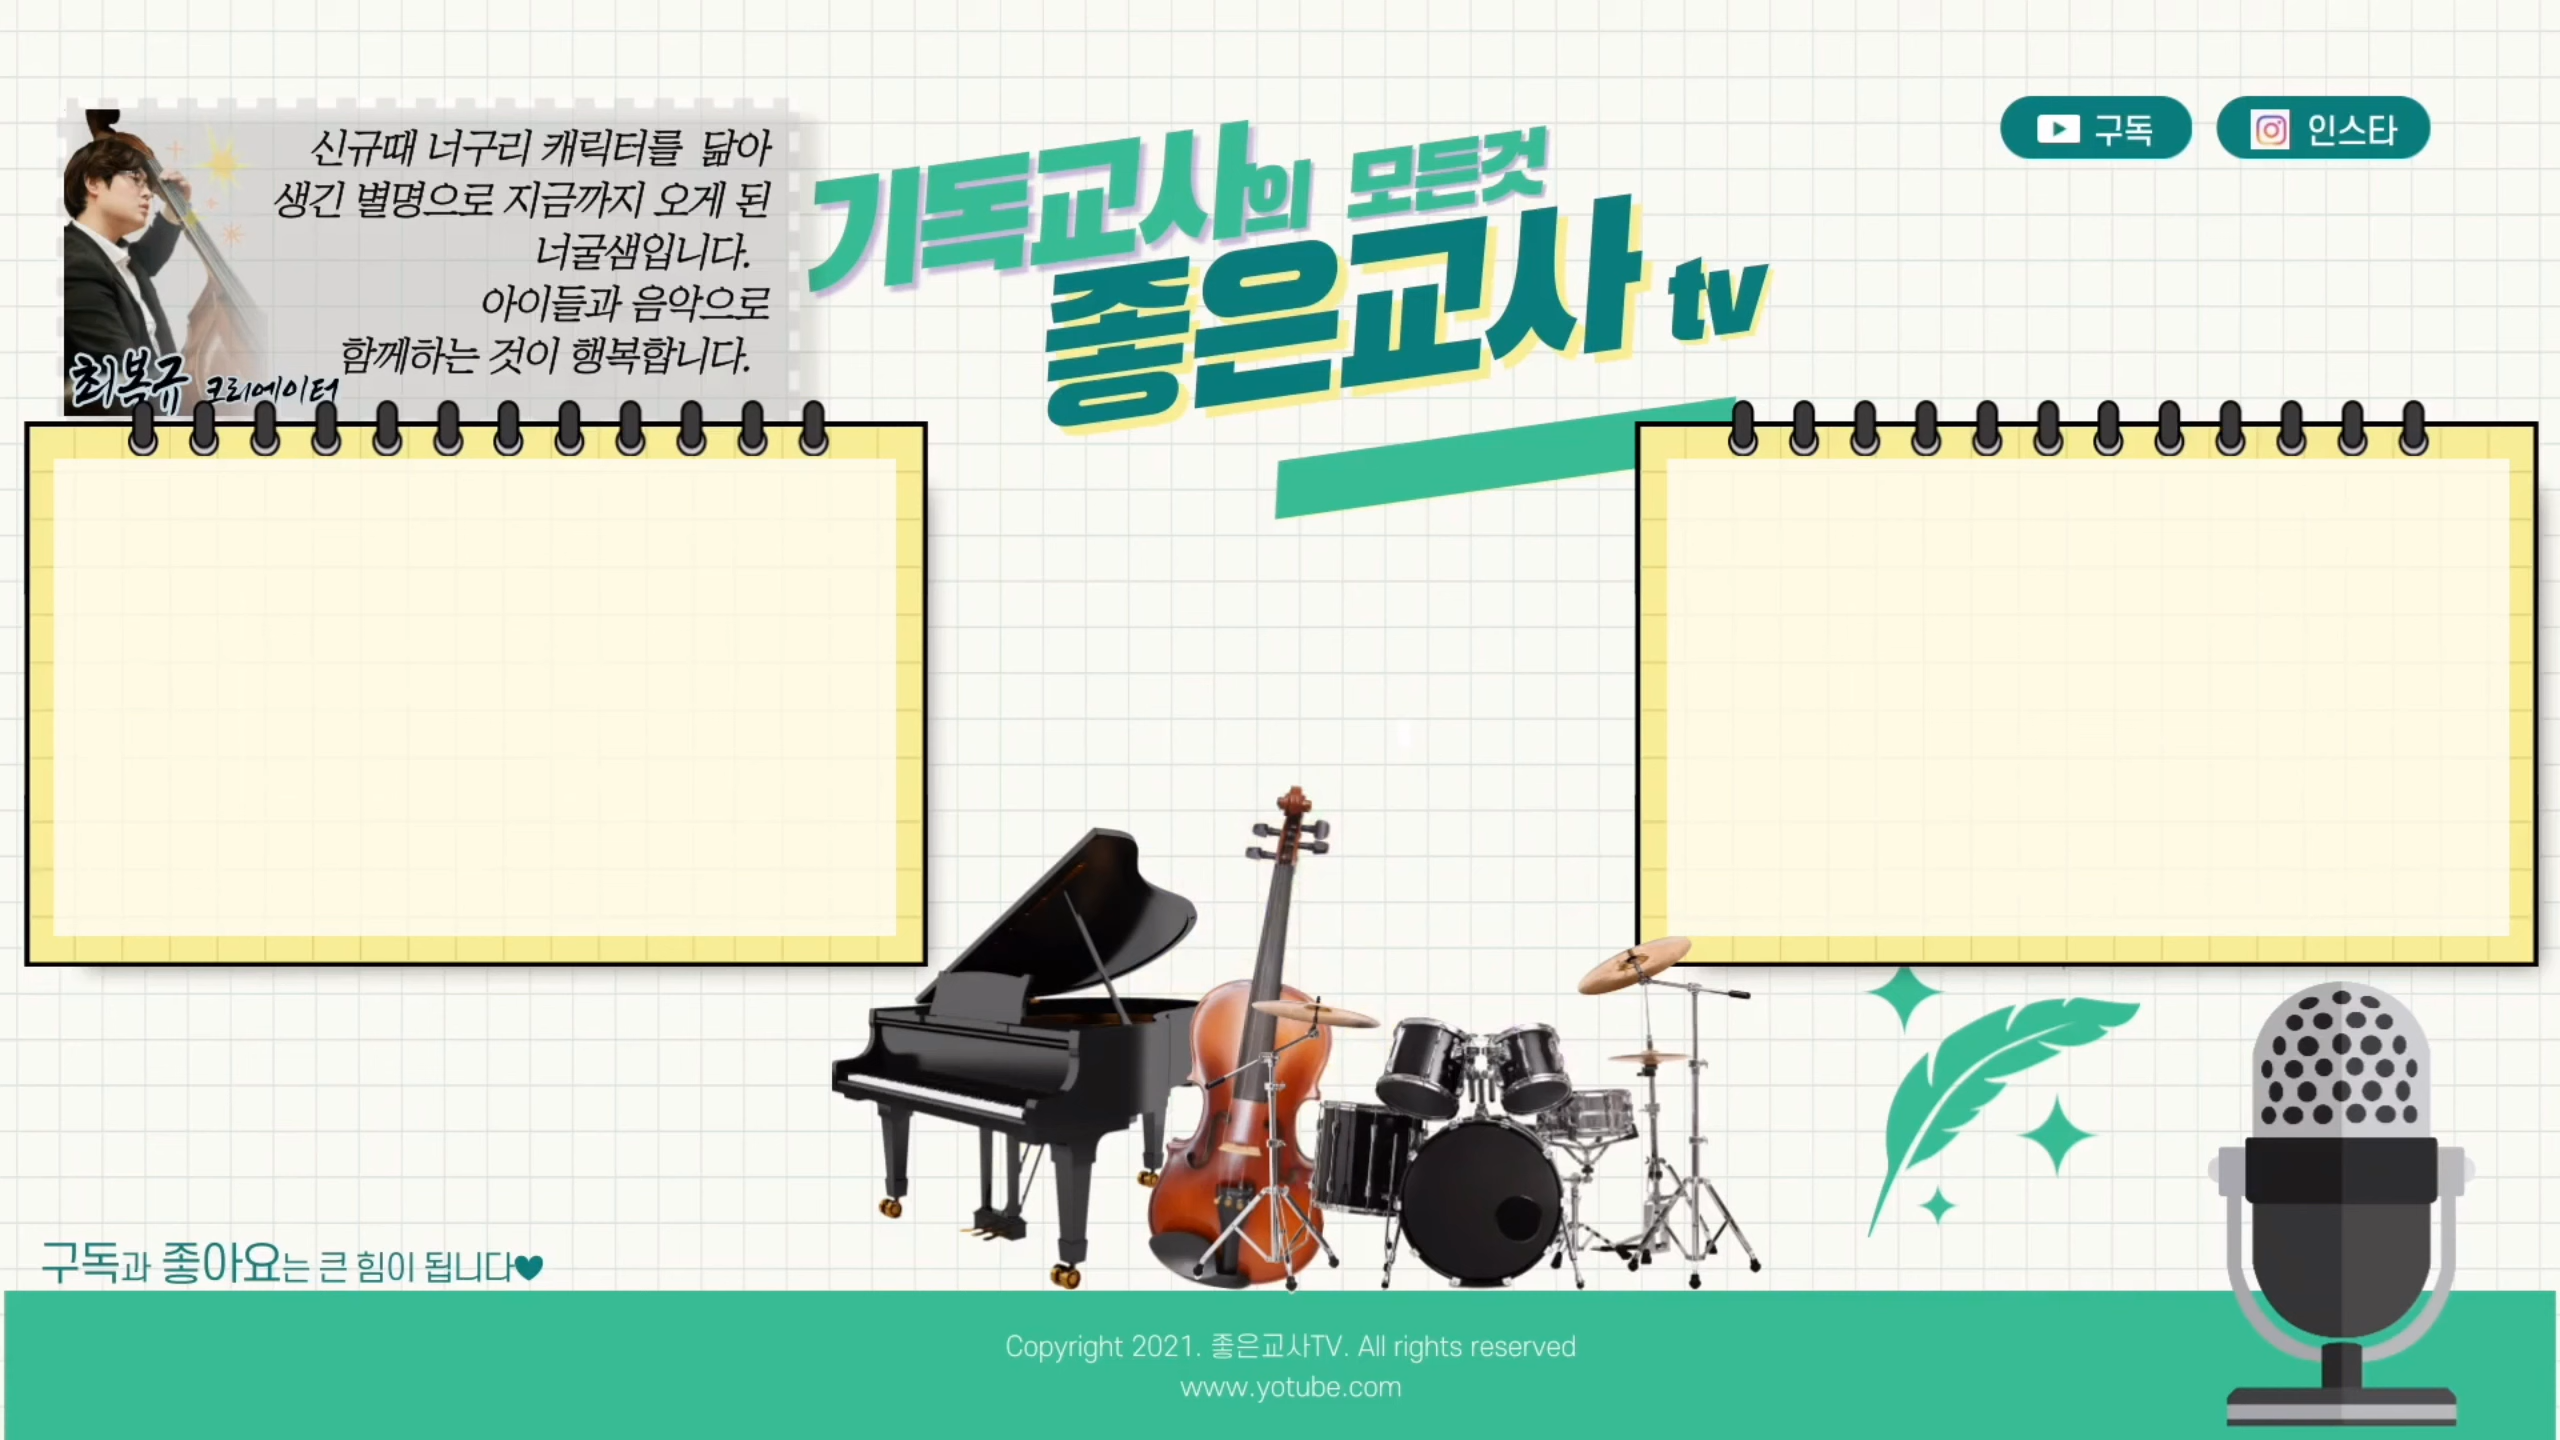 신규때 너구리 캐릭터를 닮아
생긴 별명으로 지금까지 오게 된
너굴샘입니다.
아이들과 음악으로
함께하는 것이 행복합니다.
최복규 크리에이터
기독교사의 모든것
좋은교사 tv
구독
인스타
구독과 좋아요는 큰 힘이 됩니다
Copyright 2021. 좋은교사TV. All rights reserved
www.yotube.com